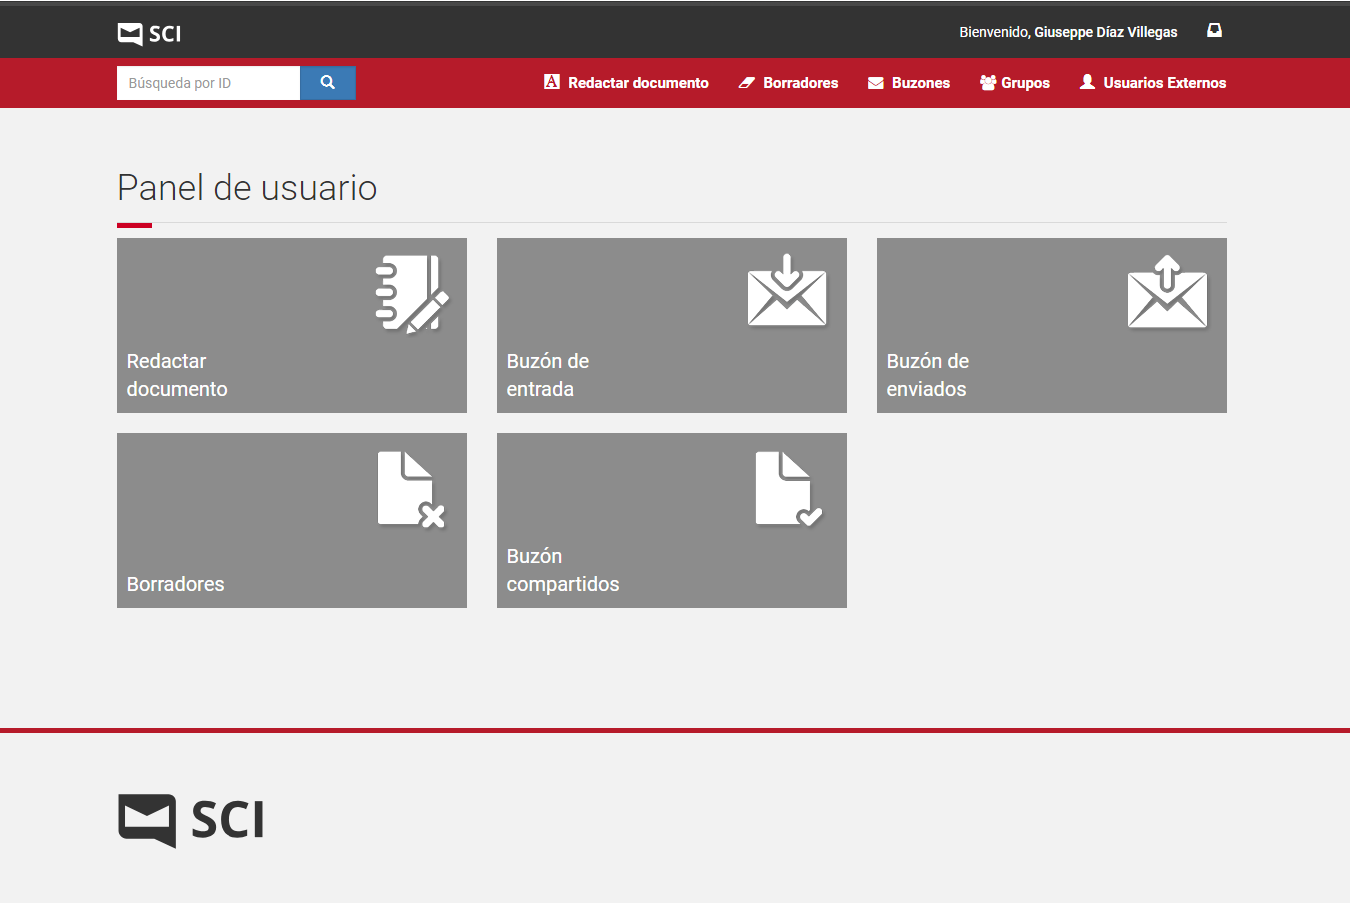 SCI
Bienvenido, Giuseppe Díaz Villegas
Búsqueda por ID
A Redactar documento
Borradores
Buzones
Grupos
Usuarios Externos
Panel de usuario
Redactar
documento
Buzón de
entrada
Buzón de
enviados
Borradores
Buzón
compartidos
SCI